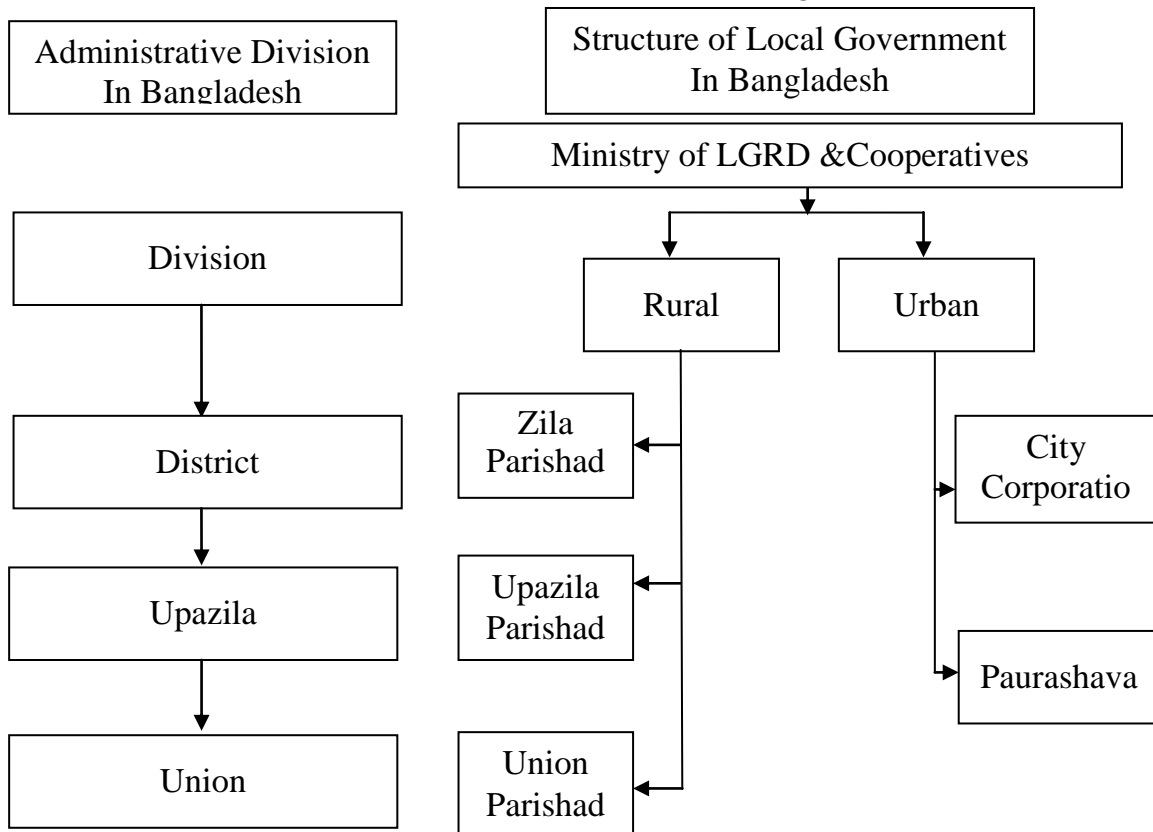 Administrative Division
In Bangladesh
Structure of Local Government
In Bangladesh
Ministry of LGRD &Cooperatives
Division
Rural
Urban
District
Zila
Parishad
City
Corporatio
Upazila
Upazila
Parishad
Paurashava
Union
Union
Parishad